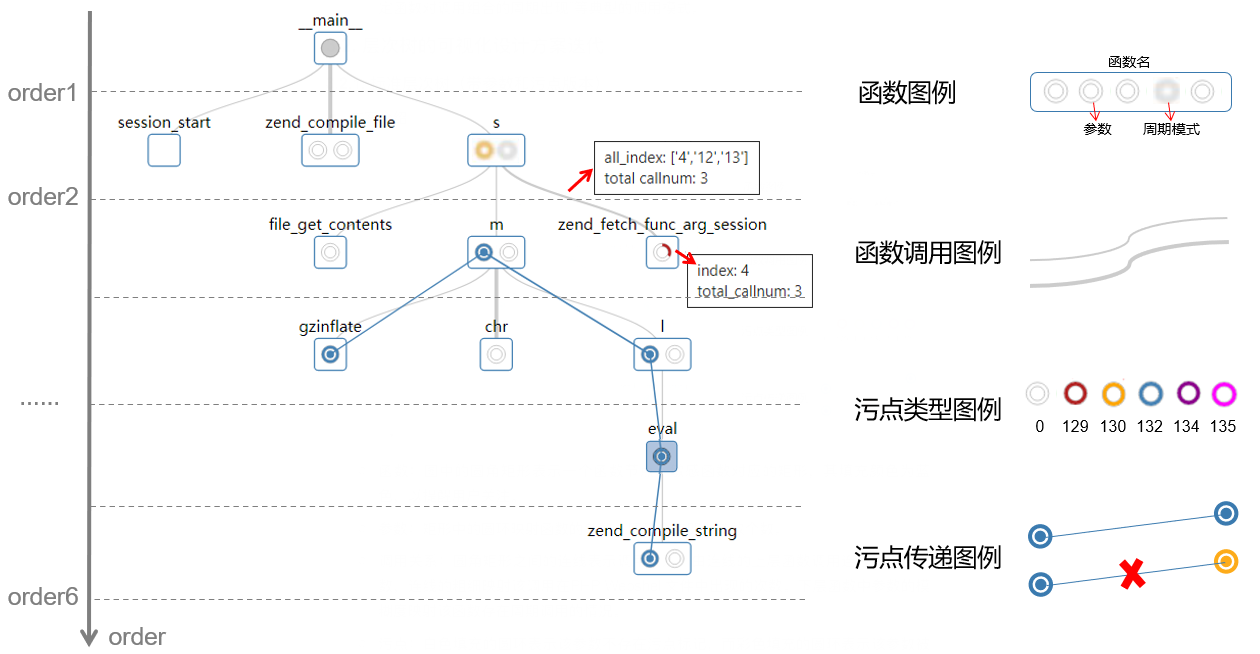 __main__
order1
session_start
zend_compile_file
s
all_index: ['4','12','13']
total callnum: 3
order2
file_get_contents
m
zend_fetch_func_arg_session
index: 4
total_callnum: 3
gzinflate
chr
l
......
eval
zend_compile_string
order6
order
函数图例
函数名
参数
周期模式
函数调用图例
污点类型图例
0
129
130
132
134
135
污点传递图例